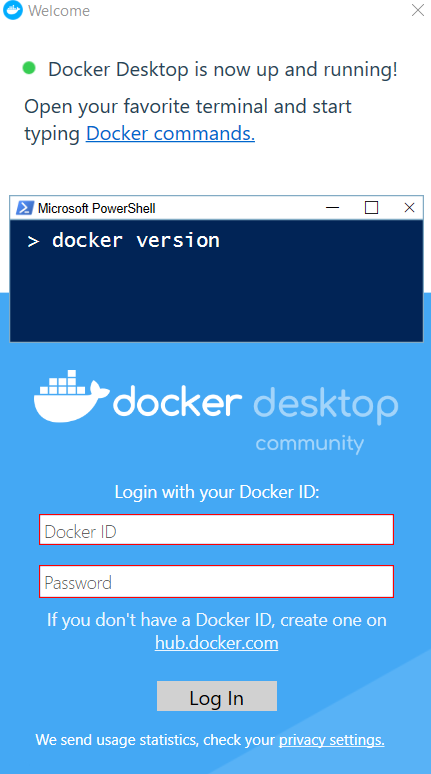 Welcome
Docker Desktop is now up and running!
Open your favorite terminal and start
typing Docker commands.
Microsoft PowerShell
> docker version
docker desktop
community
Login with your Docker ID:
Docker ID
Password
If you don't have a Docker ID, create one on
hub.docker.com
Log In
We send usage statistics, check your privacy settings.